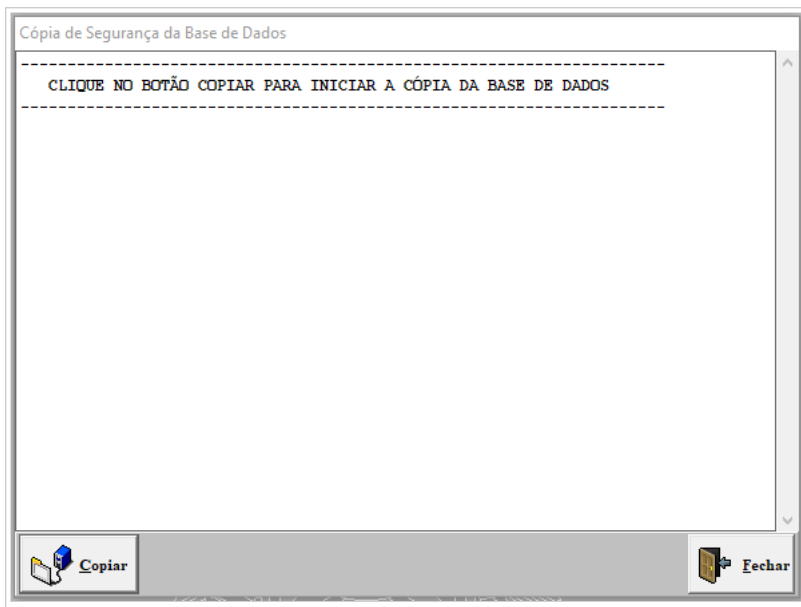 Cópia de Segurança da Base de Dados
------------------------------------------------------------------------
CLIQUE NO BOTÃO COPIAR PARA INICIAR A CÓPIA DA BASE DE DADOS
------------------------------------------------------------------------
Copiar
Fechar